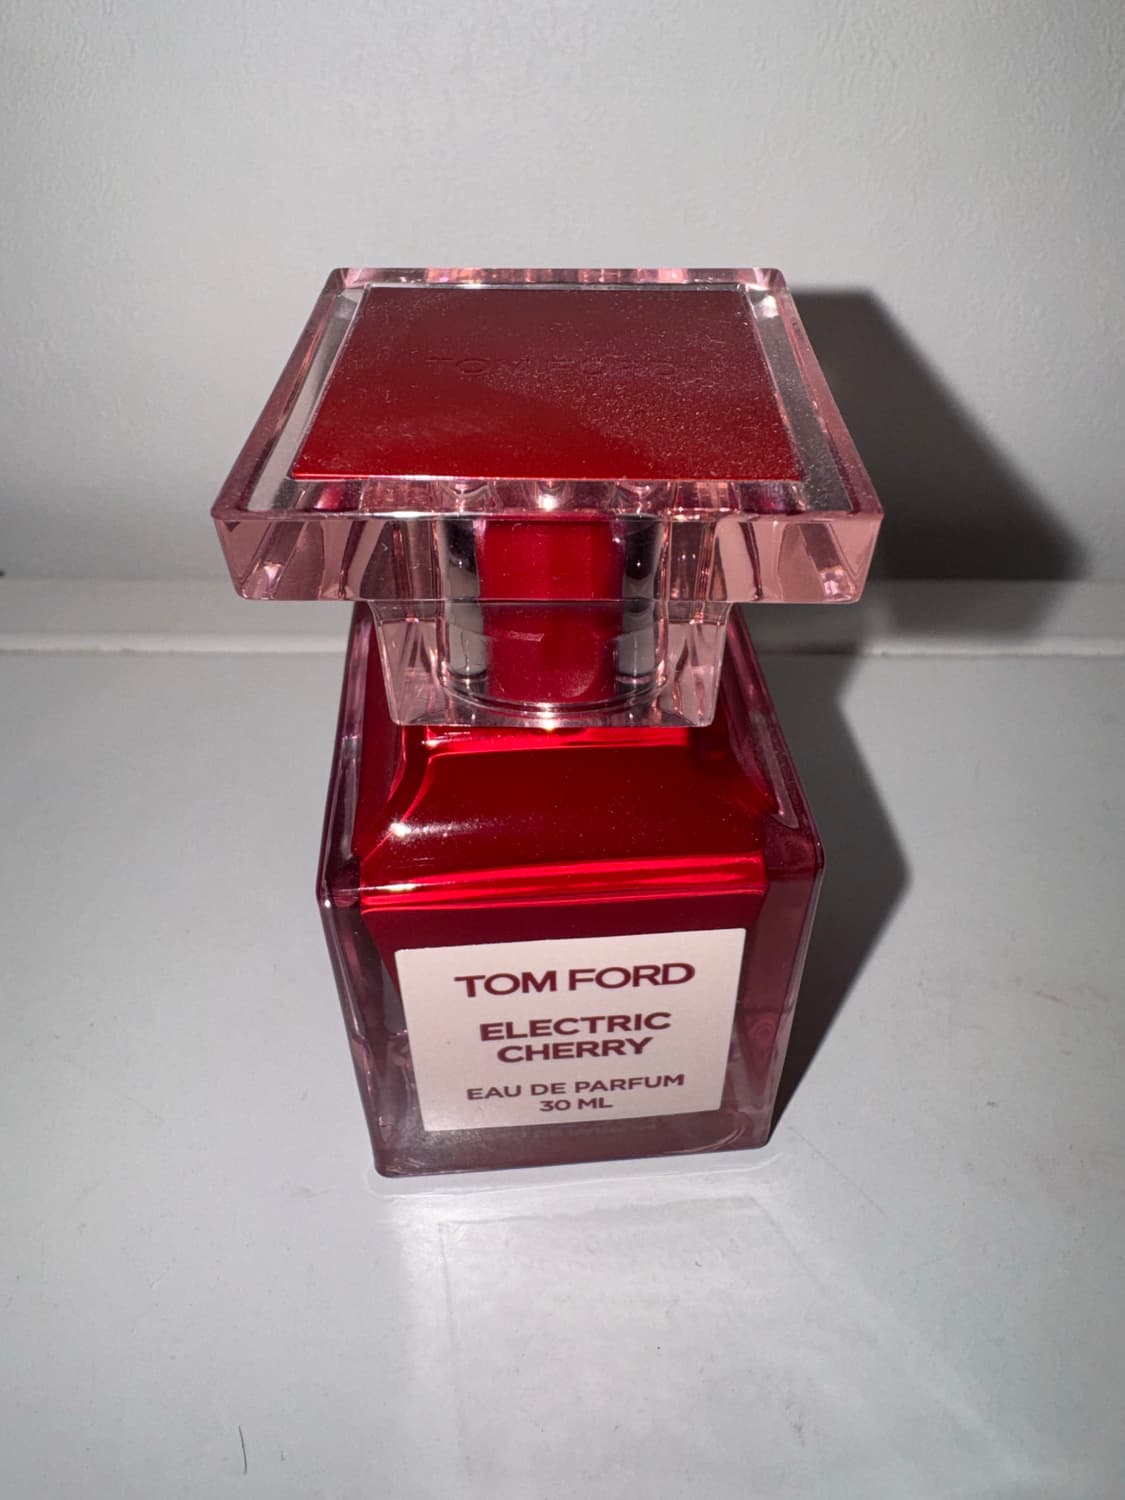 TOM FORD
TOM FORD
ELECTRIC
CHERRY
EAU DE PARFUM
30 ML